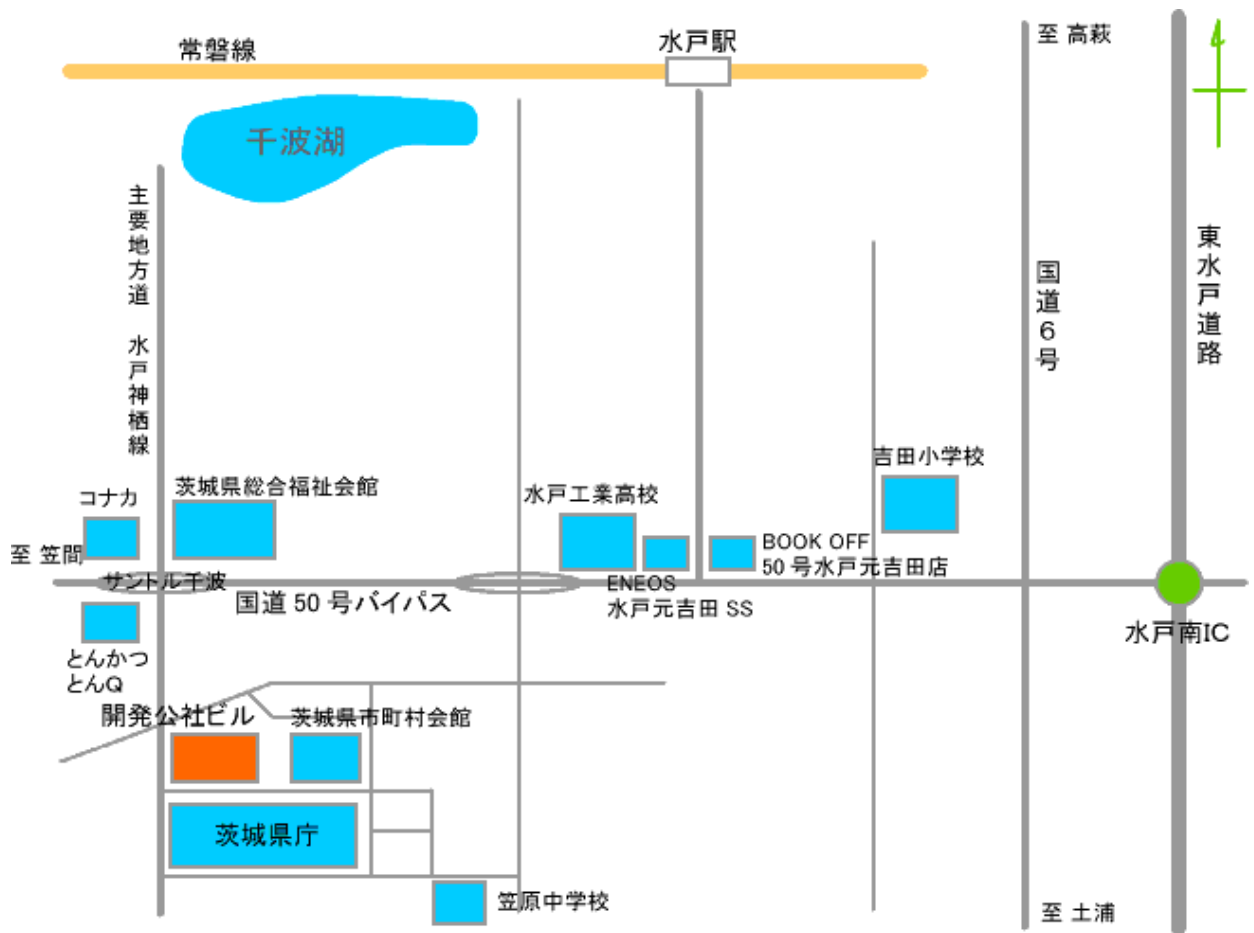 常磐線
水戸駅
至 高萩
千波湖
主要地方道 水戸神栖線
国道6号
東水戸道路
吉田小学校
コナカ
茨城県総合福祉会館
水戸工業高校
至 笠間
BOOK OFF
50号水戸元吉田店
サントル千波
国道50号バイパス
ENEOS
水戸元吉田SS
水戸南IC
とんかつ
とんQ
開発公社ビル
茨城県市町村会館
茨城県庁
笠原中学校
至 土浦